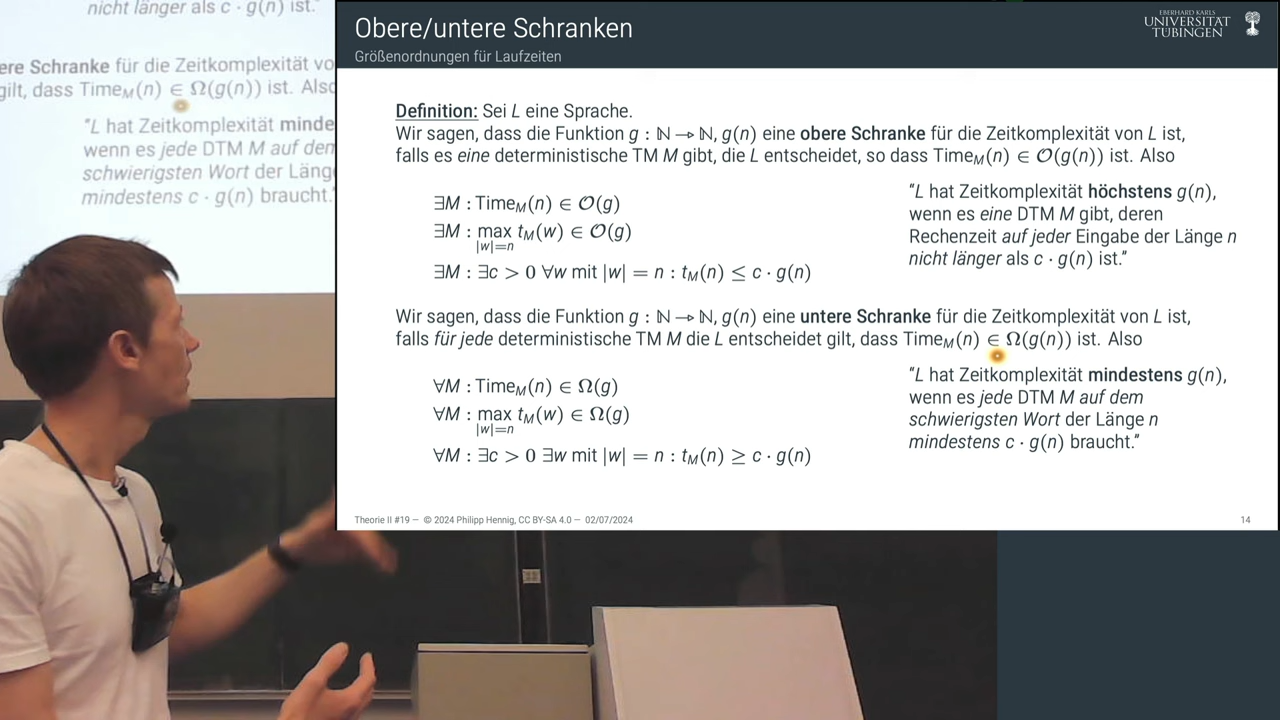 nicht länger als c · g(n) ist."
ere Schranke für die Zeitkomplexität vo
gilt, dass Time_M(n) ∈ Ω(g(n)) ist. Also
"L hat Zeitkomplexität minde
wenn es jede DTM M auf den
schwierigsten Wort der Läng
mindestens c · g(n) braucht."
Obere/untere Schranken
Größenordnungen für Laufzeiten
EBERHARD KARLS
UNIVERSITÄT
TÜBINGEN
Definition: Sei L eine Sprache.
Wir sagen, dass die Funktion g : ℕ → ℕ, g(n) eine obere Schranke für die Zeitkomplexität von L ist,
falls es eine deterministische TM M gibt, die L entscheidet, so dass Time_M(n) ∈ 𝒪(g(n)) ist. Also
∃M : Time_M(n) ∈ 𝒪(g)
∃M : max t_M(w) ∈ 𝒪(g)
|w|=n
∃M : ∃c > 0 ∀w mit |w| = n : t_M(n) ≤ c · g(n)
"L hat Zeitkomplexität höchstens g(n),
wenn es eine DTM M gibt, deren
Rechenzeit auf jeder Eingabe der Länge n
nicht länger als c · g(n) ist."
Wir sagen, dass die Funktion g : ℕ → ℕ, g(n) eine untere Schranke für die Zeitkomplexität von L ist,
falls für jede deterministische TM M die L entscheidet gilt, dass Time_M(n) ∈ Ω(g(n)) ist. Also
∀M : Time_M(n) ∈ Ω(g)
∀M : max t_M(w) ∈ Ω(g)
|w|=n
∀M : ∃c > 0 ∃w mit |w| = n : t_M(n) ≥ c · g(n)
"L hat Zeitkomplexität mindestens g(n),
wenn es jede DTM M auf dem
schwierigsten Wort der Länge n
mindestens c · g(n) braucht."
Theorie II #19 — © 2024 Philipp Hennig, CC BY-SA 4.0 — 02/07/2024
14